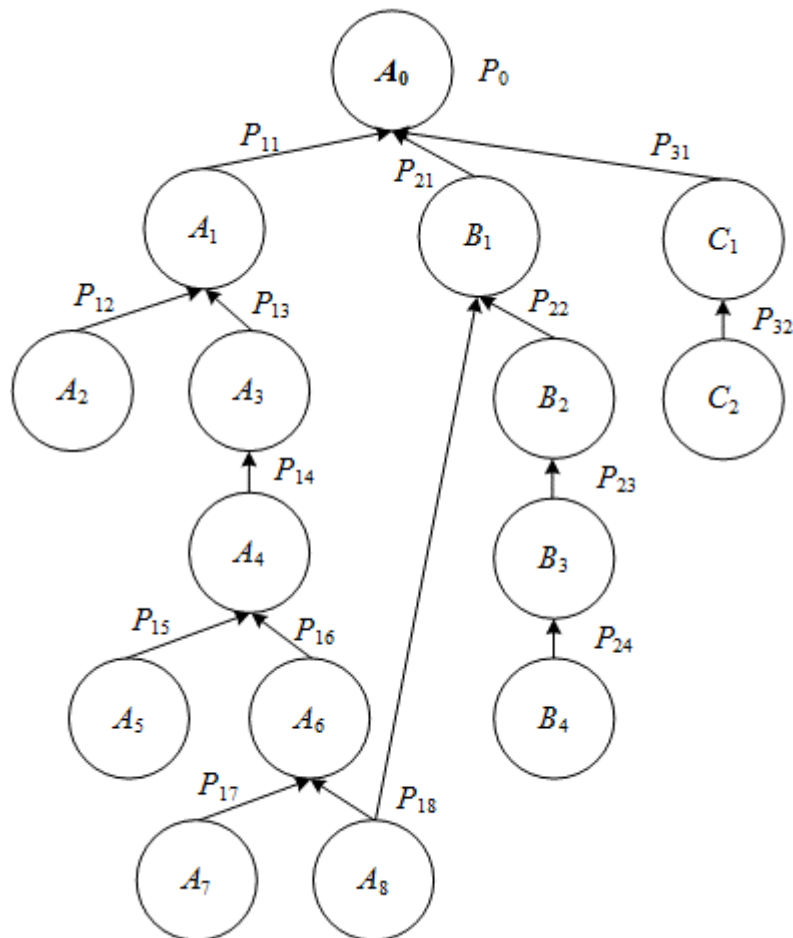 A₀ P₀
P₁₁ P₂₁ P₃₁
A₁ B₁ C₁
P₁₂ P₁₃ P₂₂ P₃₂
A₂ A₃ B₂ C₂
P₁₄ P₂₃
A₄ B₃
P₁₅ P₁₆ P₂₄
A₅ A₆ B₄
P₁₇ P₁₈
A₇ A₈